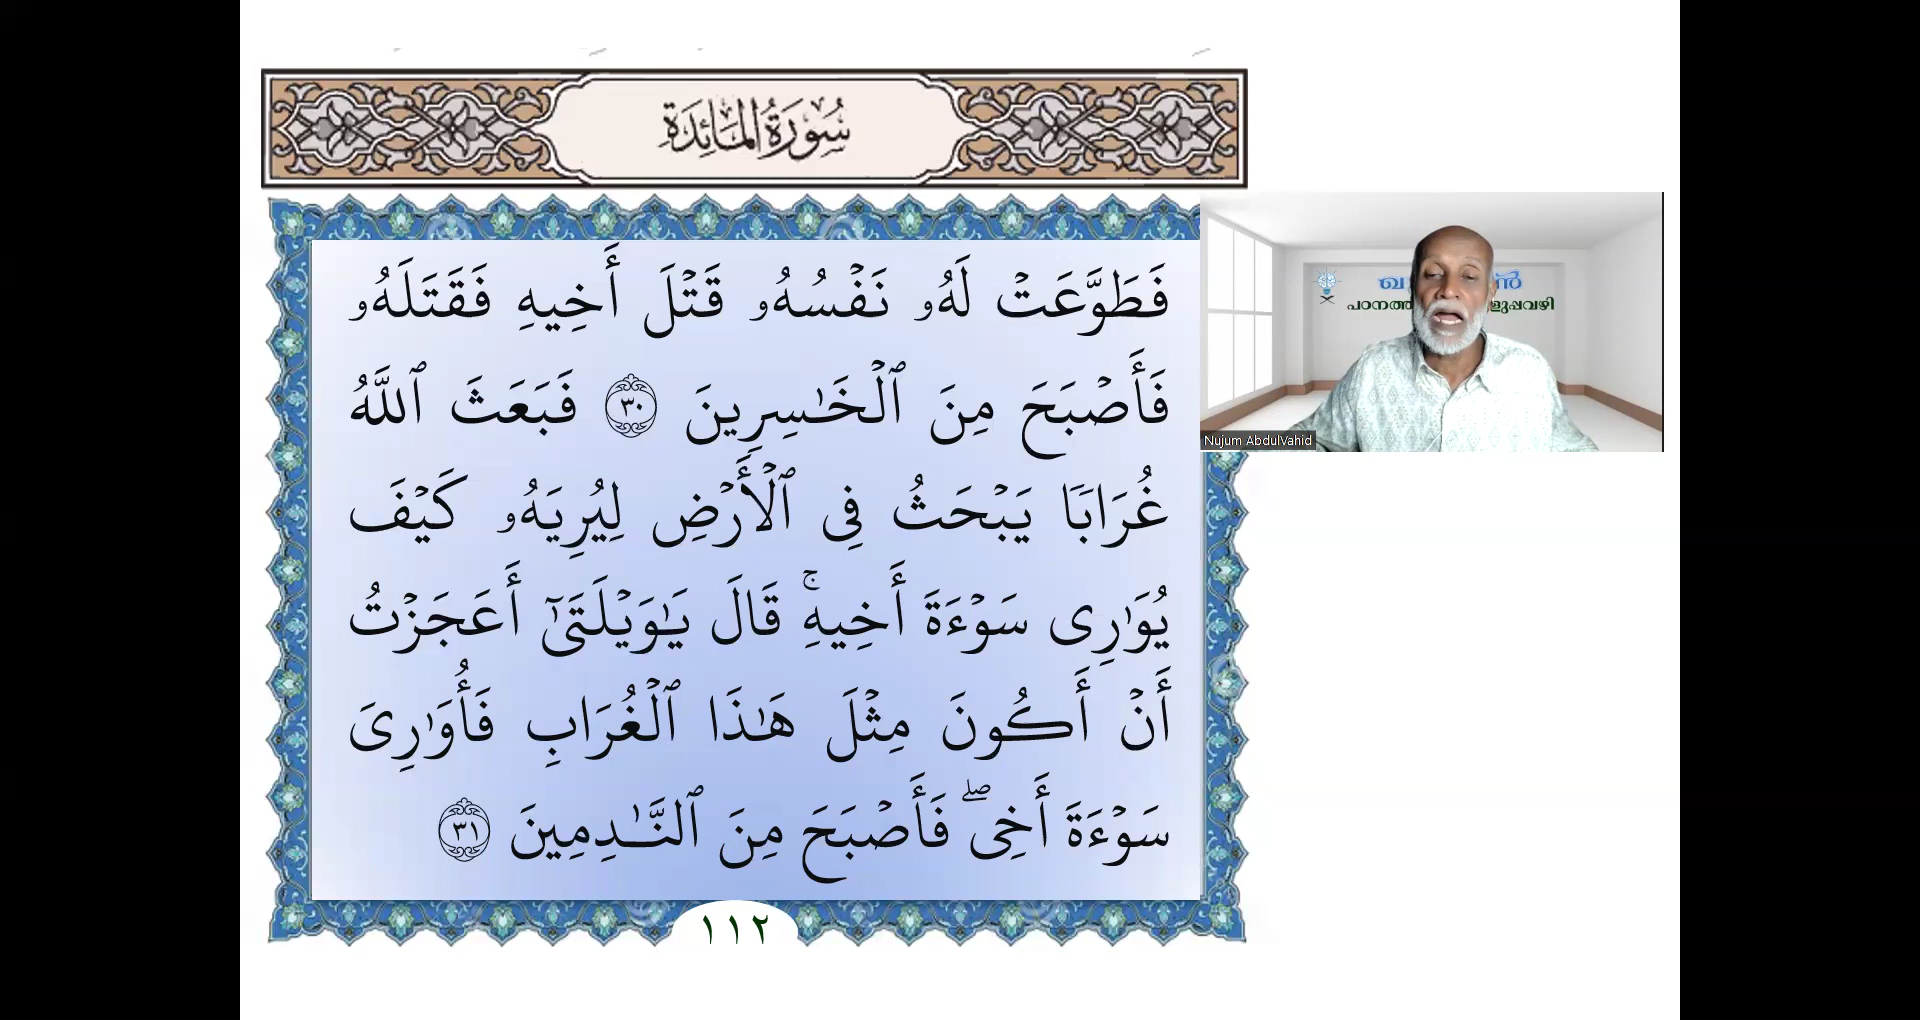 سُورَةُ المَائِدَةِ
فَطَوَّعَتۡ لَهُۥ نَفۡسُهُۥ قَتۡلَ أَخِيهِ فَقَتَلَهُۥ
فَأَصۡبَحَ مِنَ ٱلۡخَٰسِرِينَ ٣٠ فَبَعَثَ ٱللَّهُ
غُرَابٗا يَبۡحَثُ فِي ٱلۡأَرۡضِ لِيُرِيَهُۥ كَيۡفَ
يُوَٰرِي سَوۡءَةَ أَخِيهِۚ قَالَ يَٰوَيۡلَتَىٰٓ أَعَجَزۡتُ
أَنۡ أَكُونَ مِثۡلَ هَٰذَا ٱلۡغُرَابِ فَأُوَٰرِيَ
سَوۡءَةَ أَخِيۖ فَأَصۡبَحَ مِنَ ٱلنَّٰدِمِينَ ٣١
١١٢
Nujum AbdulVahid